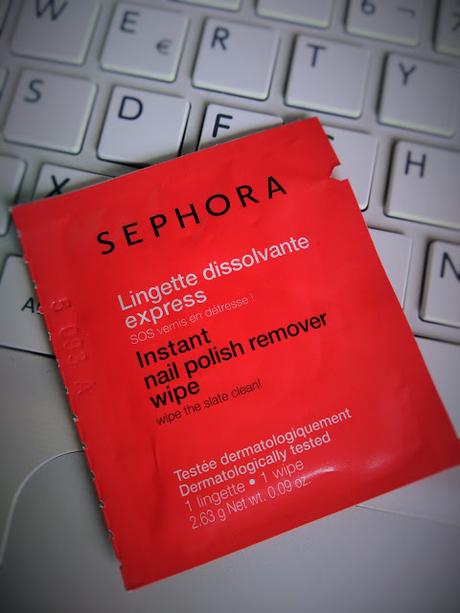 W E R T 6 ¬
€ Y
S D F
H
X
N
SEPHORA
Lingette dissolvante
express
SOS vernis en détresse !
Instant
nail polish remover
wipe
wipe the slate clean!
Testée dermatologiquement
Dermatologically tested
1 lingette • 1 wipe
2.63 g Net wt. 0.09 oz.